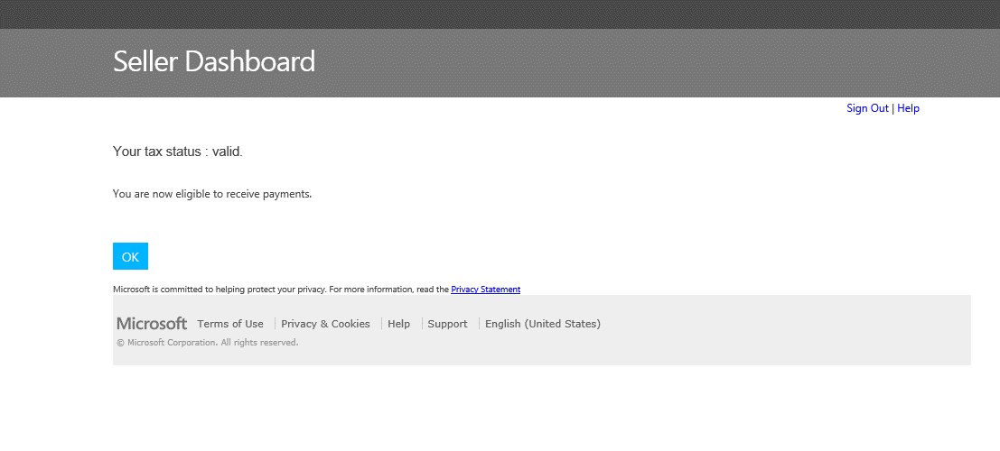 Seller Dashboard
Sign Out | Help
Your tax status : valid.
You are now eligible to receive payments.
OK
Microsoft is committed to helping protect your privacy. For more information, read the Privacy Statement
Microsoft Terms of Use | Privacy & Cookies | Help | Support | English (United States)
© Microsoft Corporation. All rights reserved.